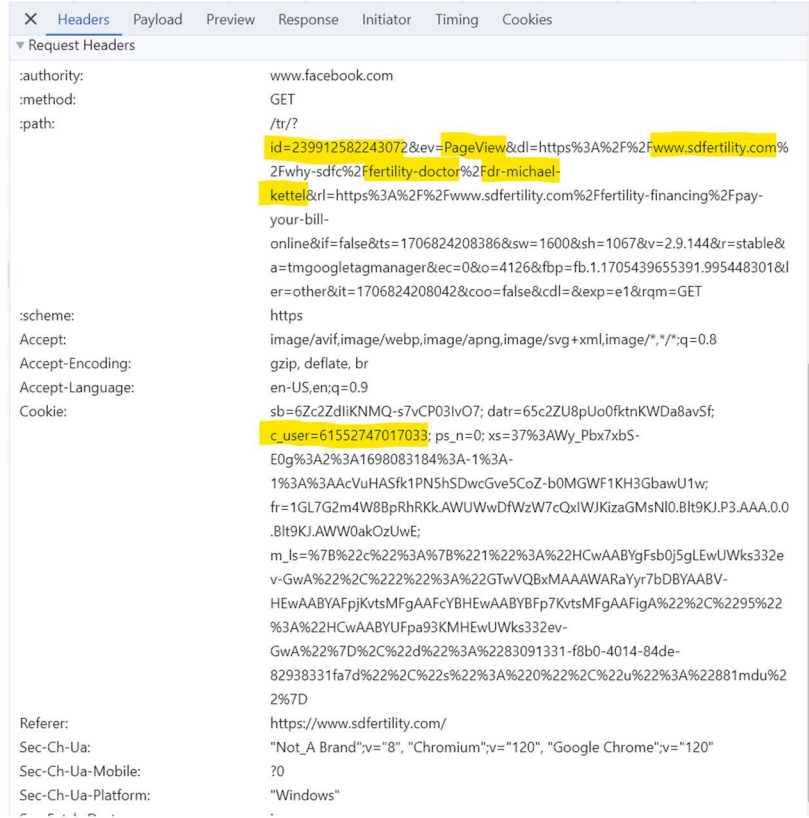 Headers Payload Preview Response Initiator Timing Cookies
Request Headers
:authority: www.facebook.com
:method: GET
:path: /tr/?
id=239912582243072&ev=PageView&dl=https%3A%2F%2Fwww.sdfertility.com%
2Fwhy-sdfc%2Ffertility-doctor%2Fdr-michael-
kettel&rl=https%3A%2F%2Fwww.sdfertility.com%2Ffertility-financing%2Fpay-
your-bill-
online&if=false&ts=1706824208386&sw=1600&sh=1067&v=2.9.144&r=stable&
a=tmgoogletagmanager&ec=0&o=4126&fbp=fb.1.1705439655391.995448301&l
er=other&it=1706824208042&coo=false&cdl=&exp=e1&rqm=GET
:scheme: https
Accept: image/avif,image/webp,image/apng,image/svg+xml,image/*,*/*;q=0.8
Accept-Encoding: gzip, deflate, br
Accept-Language: en-US,en;q=0.9
Cookie: sb=6Zc2ZdIiKNMQ-s7vCP03IvO7; datr=65c2ZU8pUo0fktnKWDa8avSf;
c_user=61552747017033; ps_n=0; xs=37%3AWy_Pbx7xbS-
E0g%3A2%3A1698083184%3A-1%3A-
1%3A%3AAcVuHASfk1PN5hSDwcGve5CoZ-b0MGWF1KH3GbawU1w;
fr=1GL7G2m4W8BpRhRKk.AWUWwDfWzW7cQxIWJKizaGMsNl0.Blt9KJ.P3.AAA.0.0
.Blt9KJ.AWW0akOzUwE;
m_ls=%7B%22c%22%3A%7B%221%22%3A%22HCwAABYgFsb0j5gLEwUWks332e
v-GwA%22%2C%222%22%3A%22GTwVQBxMAAAWARaYyr7bDBYAABV-
HEwAABYAFpjKvtsMFgAAFcYBHEwAABYBFp7KvtsMFgAAFigA%22%2C%2295%22
%3A%22HCwAABYUFpa93KMHEwUWks332ev-
GwA%22%7D%2C%22d%22%3A%2283091331-f8b0-4014-84de-
82938331fa7d%22%2C%22s%22%3A%220%22%2C%22u%22%3A%22881mdu%2
2%7D
Referer: https://www.sdfertility.com/
Sec-Ch-Ua: "Not_A Brand";v="8", "Chromium";v="120", "Google Chrome";v="120"
Sec-Ch-Ua-Mobile: ?0
Sec-Ch-Ua-Platform: "Windows"